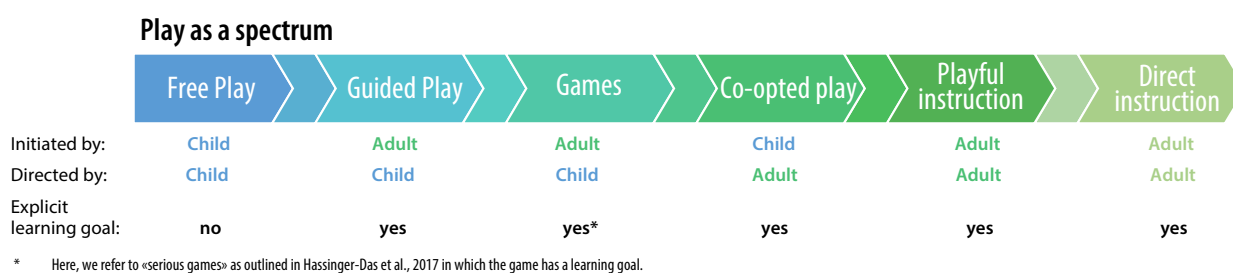 Play as a spectrum
Free Play Guided Play Games Co-opted play Playful instruction Direct instruction
Initiated by: Child Adult Adult Child Adult Adult
Directed by: Child Child Child Adult Adult Adult
Explicit
learning goal: no yes yes* yes yes yes
* Here, we refer to «serious games» as outlined in Hassinger-Das et al., 2017 in which the game has a learning goal.